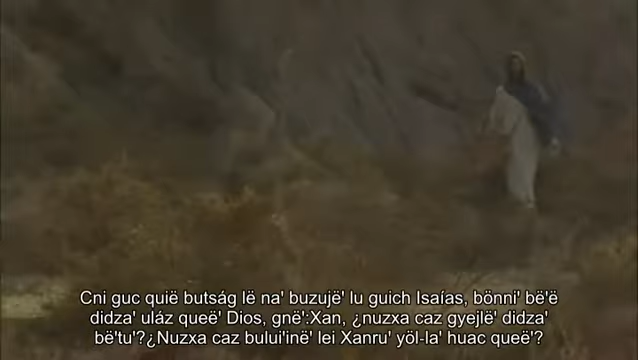 Cni guc quië butság lë na' buzujë' lu guich Isaías, bönni' bë'ë
didza' uláz queë' Dios, gnë':Xan, ¿nuzxa caz gyejlë' didza'
bë'tu'?¿Nuzxa caz bului'inë' lei Xanru' yöl-la' huac queë'?